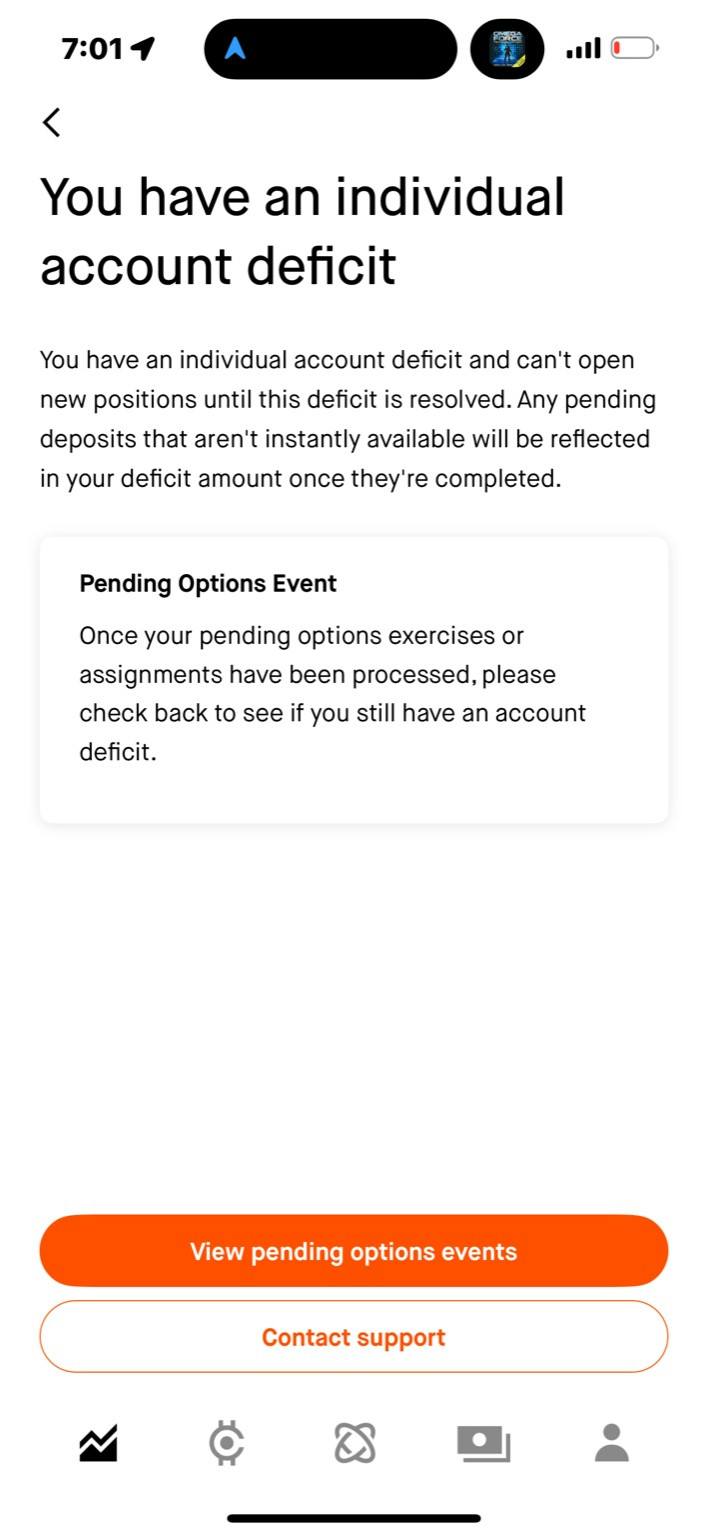 7:01
OMEGA
FORCE
You have an individual
account deficit
You have an individual account deficit and can't open
new positions until this deficit is resolved. Any pending
deposits that aren't instantly available will be reflected
in your deficit amount once they're completed.
Pending Options Event
Once your pending options exercises or
assignments have been processed, please
check back to see if you still have an account
deficit.
View pending options events
Contact support